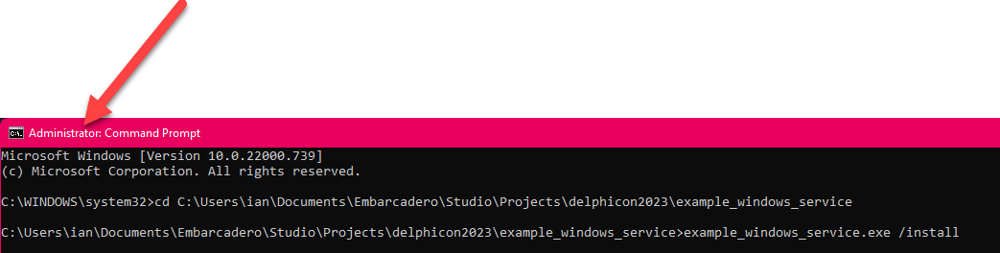 Administrator: Command Prompt
Microsoft Windows [Version 10.0.22000.739]
(c) Microsoft Corporation. All rights reserved.
C:\WINDOWS\system32>cd C:\Users\ian\Documents\Embarcadero\Studio\Projects\delphicon2023\example_windows_service
C:\Users\ian\Documents\Embarcadero\Studio\Projects\delphicon2023\example_windows_service>example_windows_service.exe /install